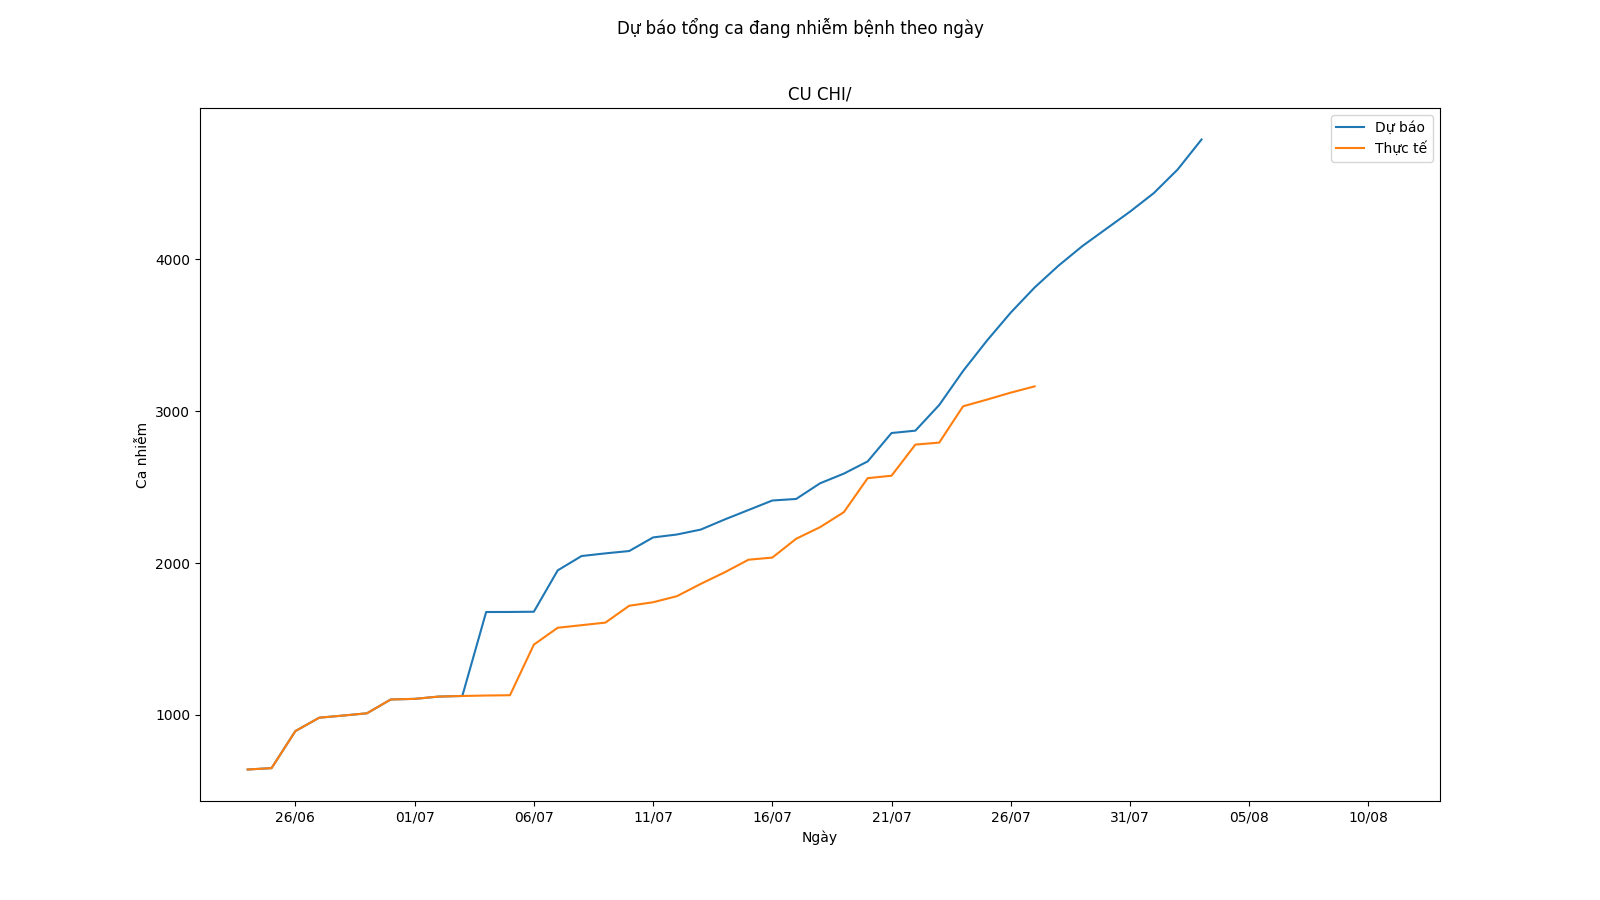 Dự báo tổng ca đang nhiễm bệnh theo ngày
CU CHI/
Dự báo
Thực tế
4000
3000
2000
1000
Ca nhiễm
26/06 01/07 06/07 11/07 16/07 21/07 26/07 31/07 05/08 10/08
Ngày